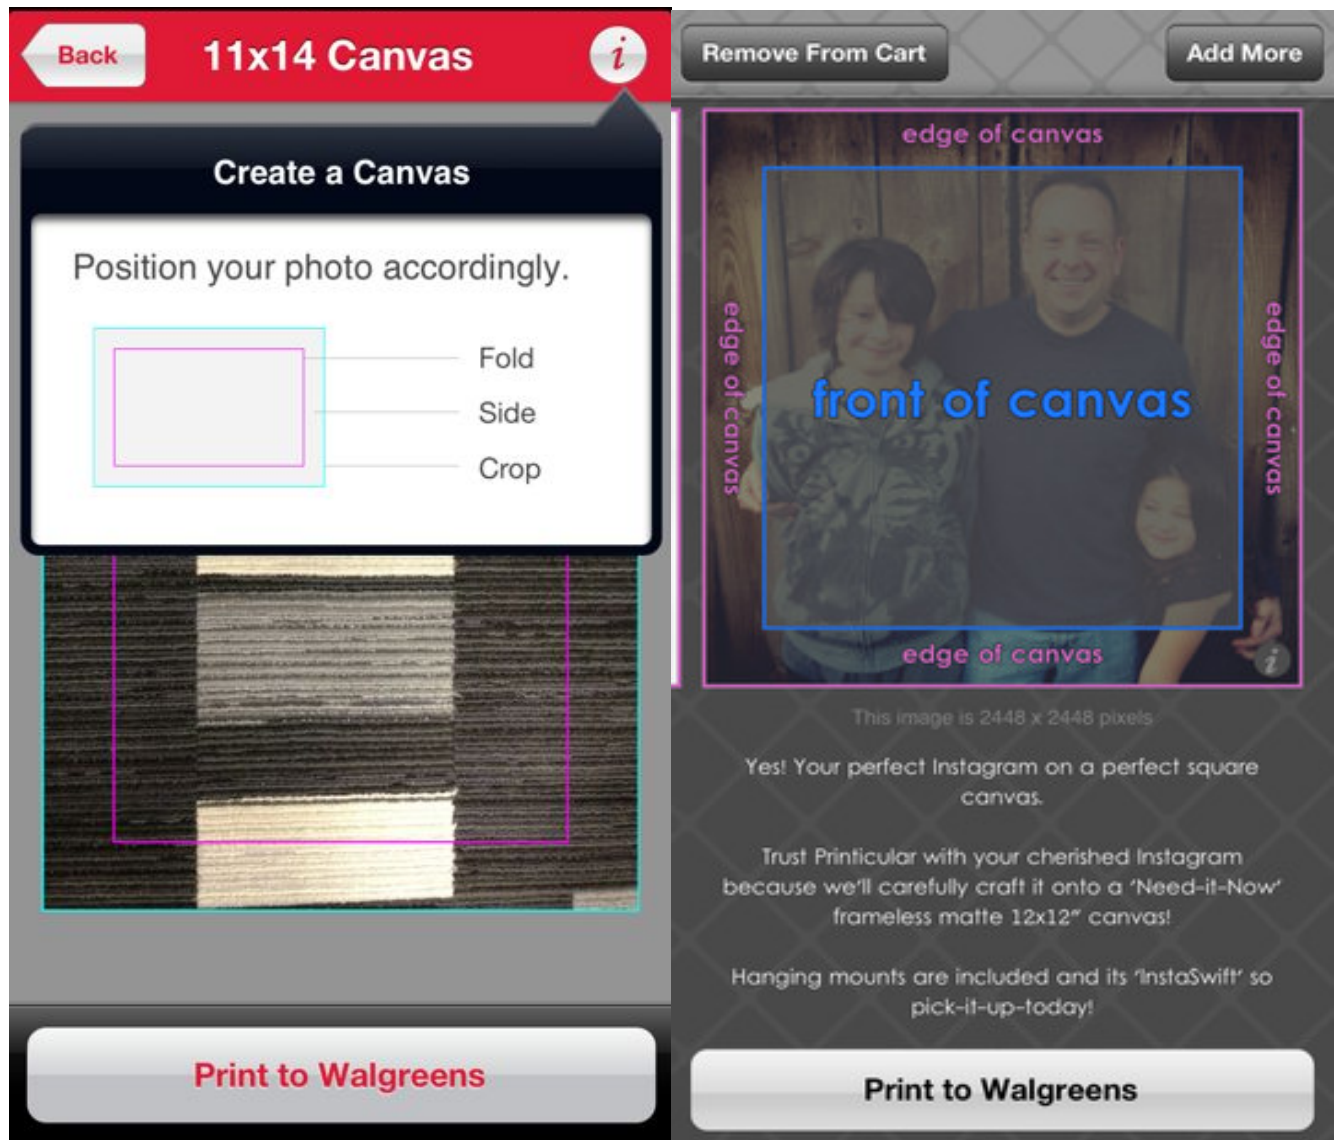 Back
11x14 Canvas
i
Create a Canvas
Position your photo accordingly.
Fold
Side
Crop
Print to Walgreens
Remove From Cart
Add More
edge of canvas
edge of canvas
front of canvas
edge of canvas
edge of canvas
i
This image is 2448 x 2448 pixels
Yes! Your perfect Instagram on a perfect square
canvas.
Trust Printicular with your cherished Instagram
because we'll carefully craft it onto a 'Need-it-Now'
frameless matte 12x12" canvas!
Hanging mounts are included and its 'InstaSwift' so
pick-it-up-today!
Print to Walgreens